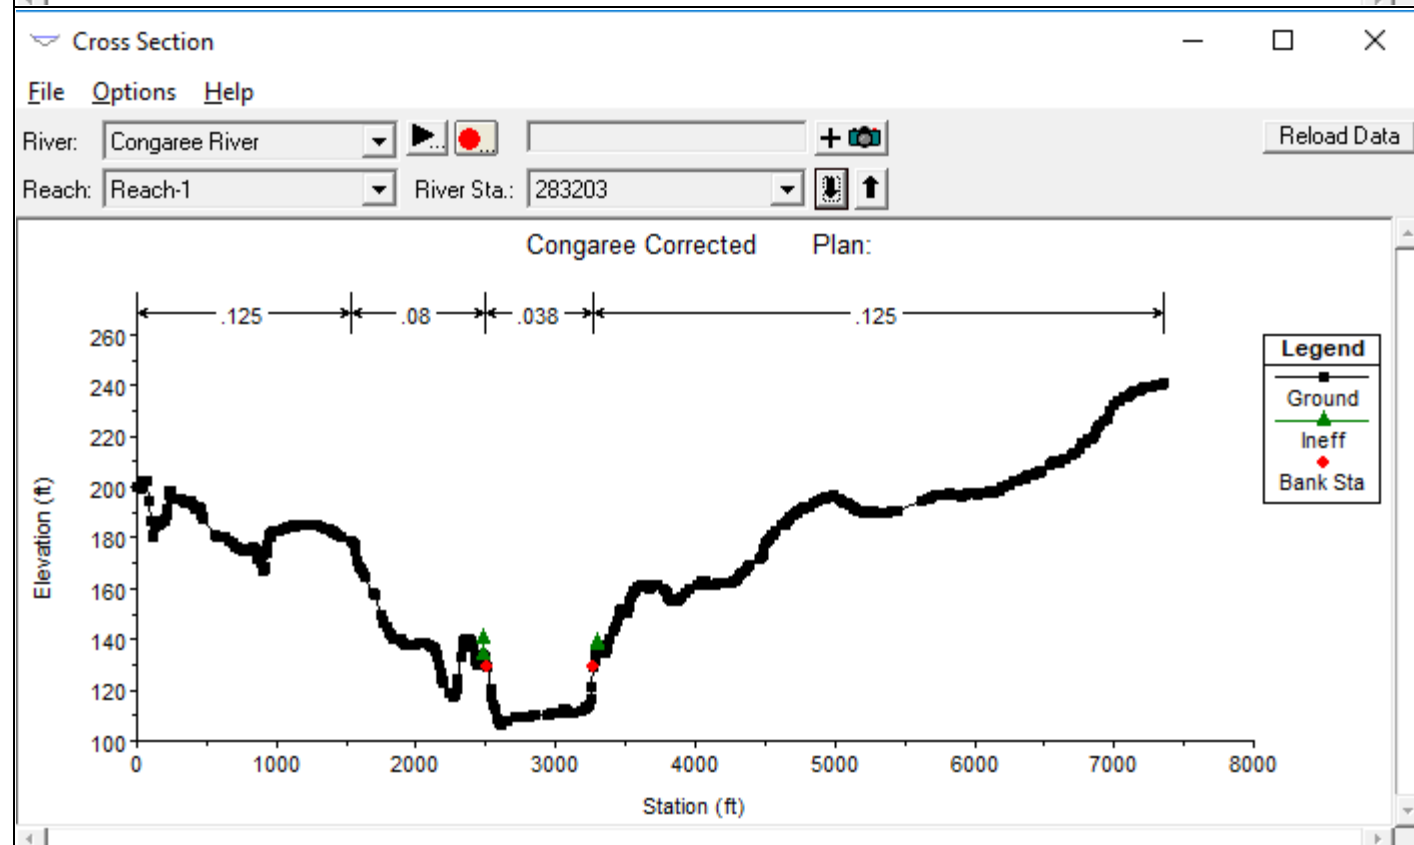 Cross Section
File Options Help
River: Congaree River Reload Data
Reach: Reach-1 River Sta.: 283203
Congaree Corrected Plan:
.125 .08 .038 .125
260
240
220
200
180
160
140
120
100
Elevation (ft)
0 1000 2000 3000 4000 5000 6000 7000 8000
Station (ft)
Legend
Ground
Ineff
Bank Sta